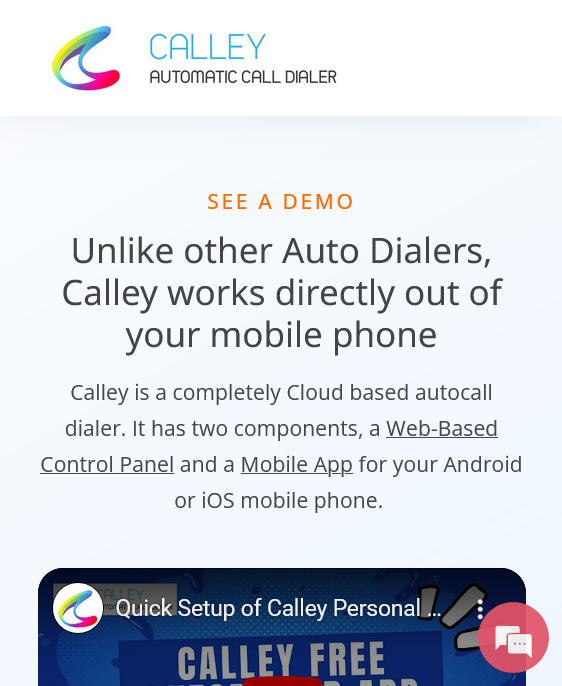 CALLEY
AUTOMATIC CALL DIALER
SEE A DEMO
Unlike other Auto Dialers,
Calley works directly out of
your mobile phone
Calley is a completely Cloud based autocall
dialer. It has two components, a Web-Based
Control Panel and a Mobile App for your Android
or iOS mobile phone.
Quick Setup of Calley Personal ...
CALLEY FREE